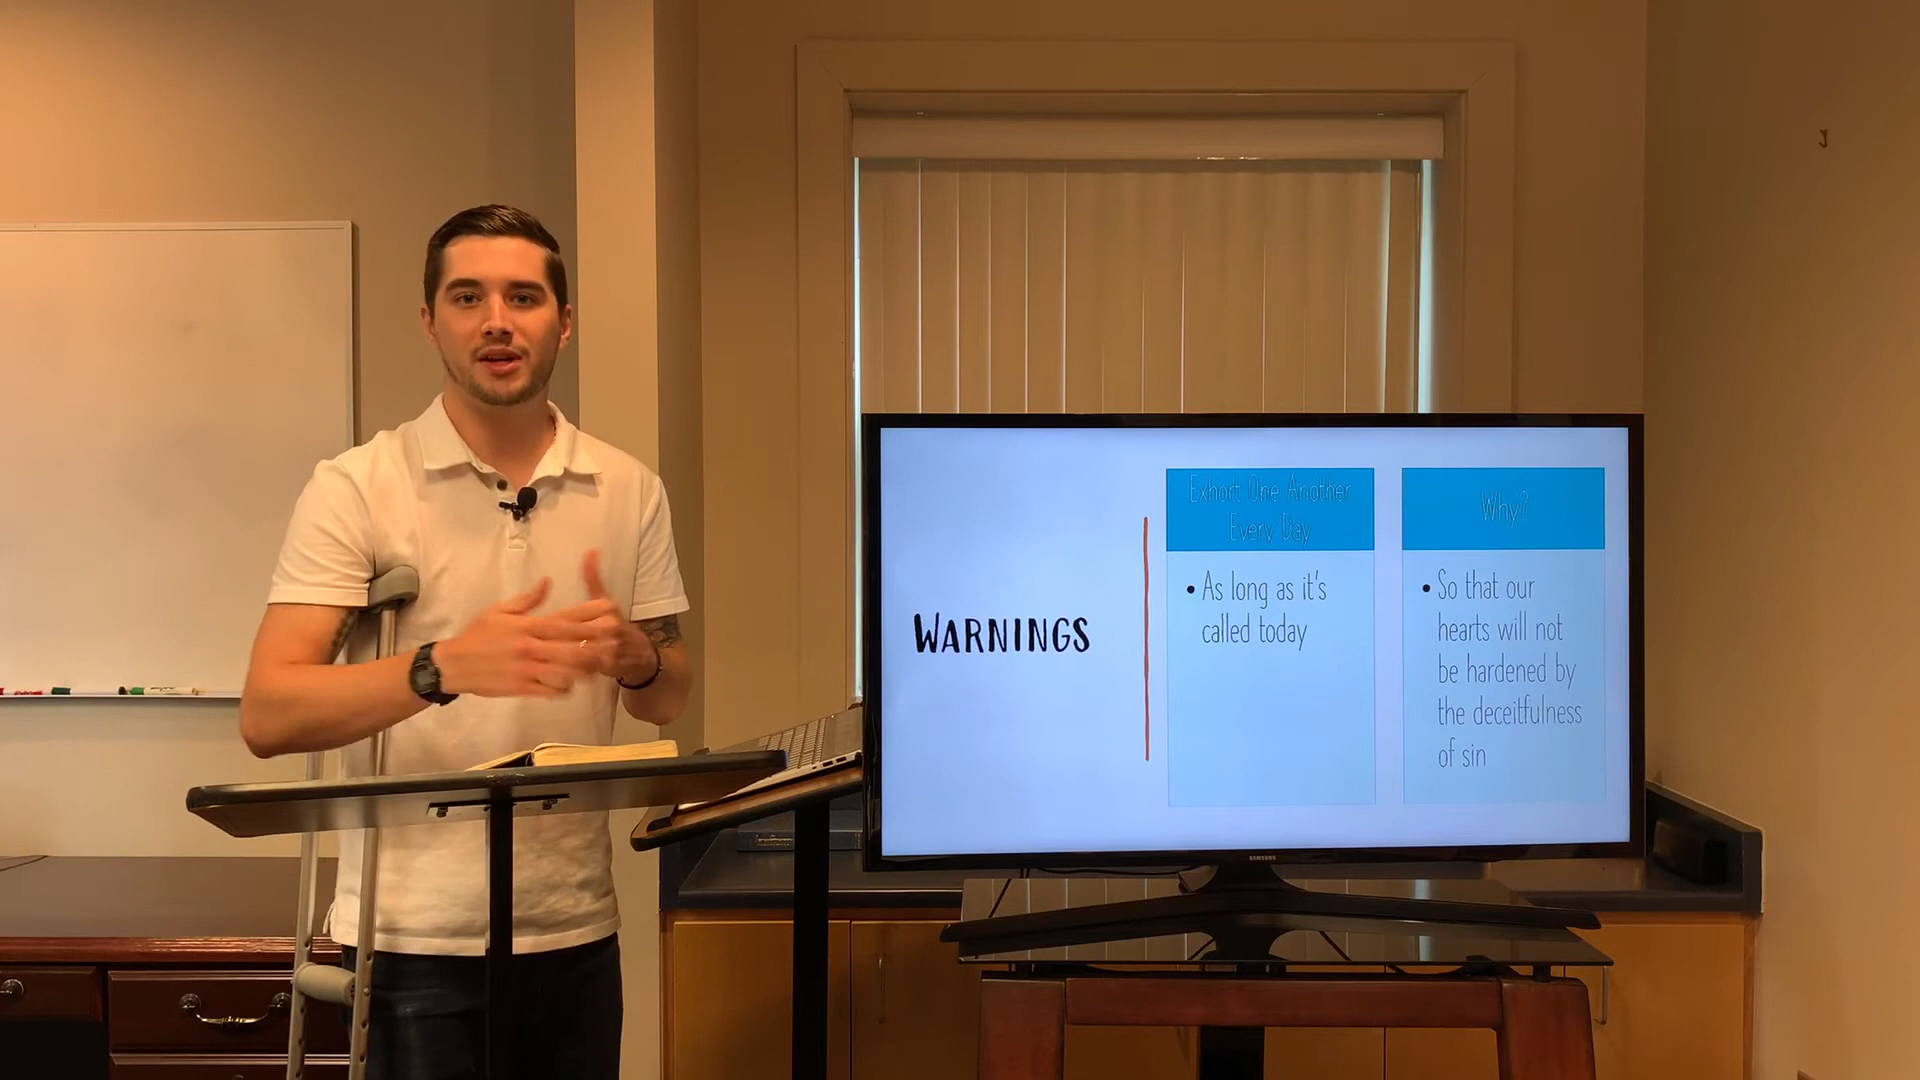 WARNINGS
Exhort One Another
Every Day
• As long as it's
called today
Why?
• So that our
hearts will not
be hardened by
the deceitfulness
of sin
SAMSUNG